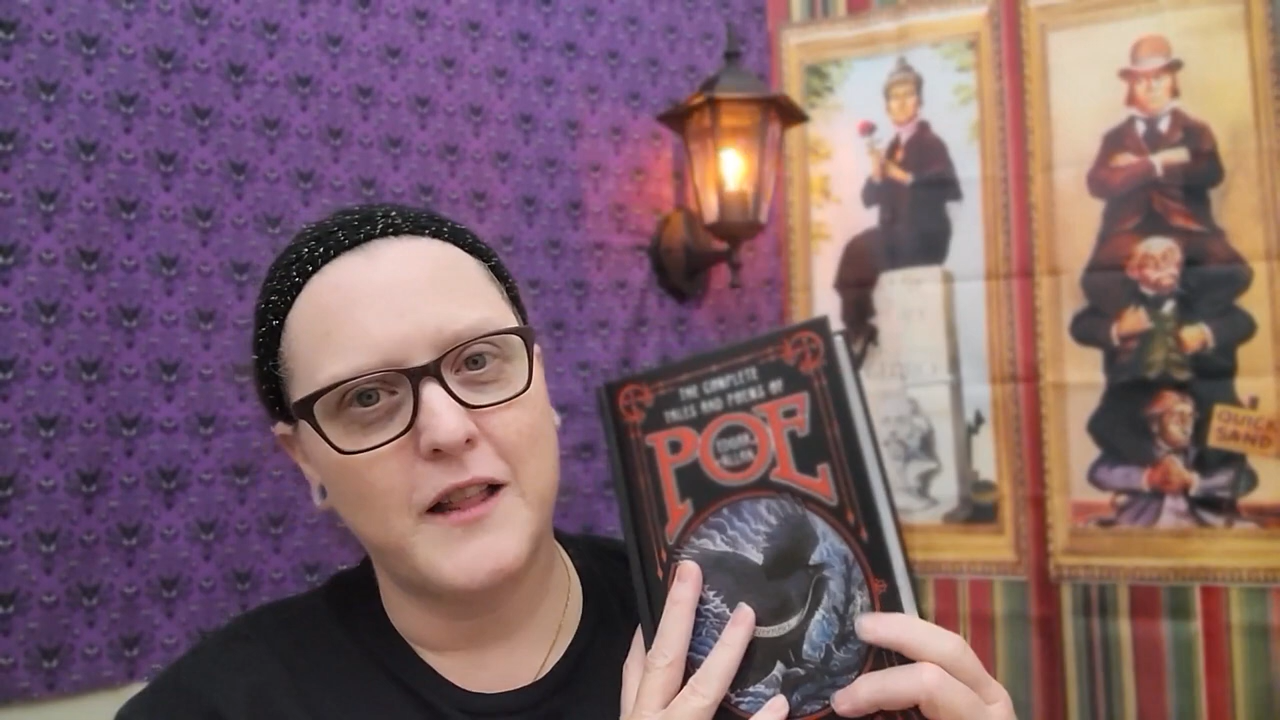 THE COMPLETE
TALES AND POEMS OF
POE
EDGAR
ALLAN
QUICK
SAND